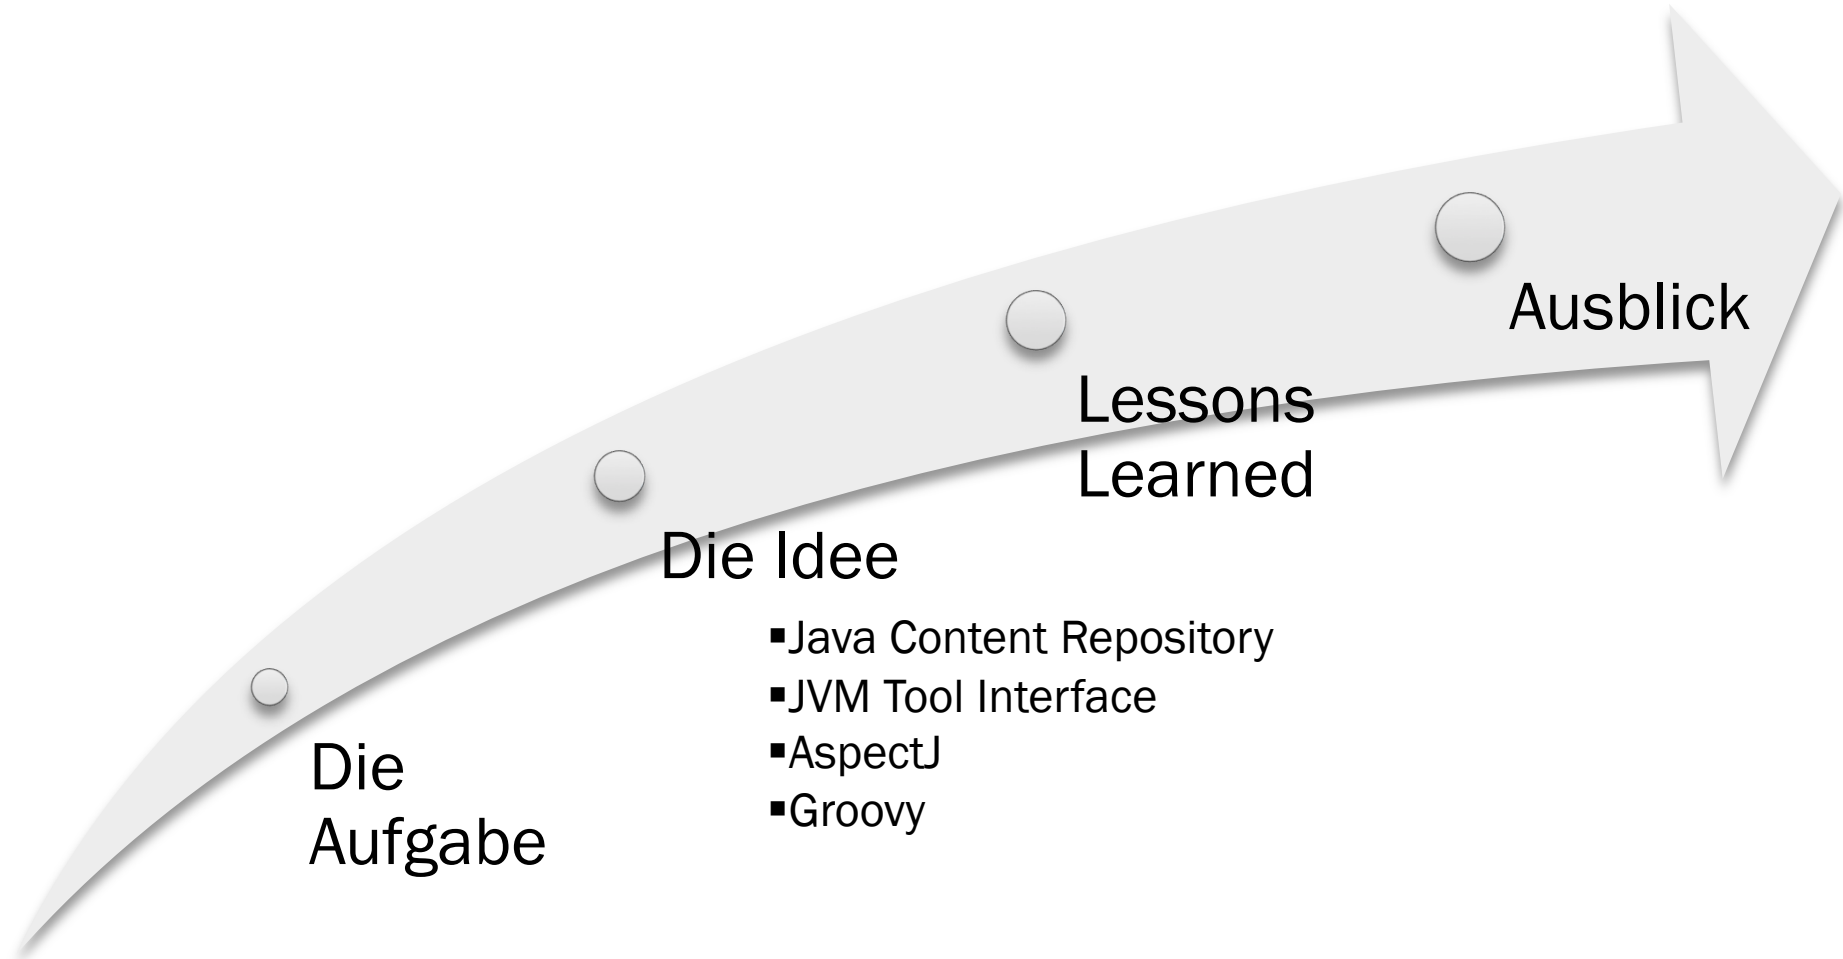 Die
Aufgabe
Die Idee
▪Java Content Repository
▪JVM Tool Interface
▪AspectJ
▪Groovy
Lessons
Learned
Ausblick